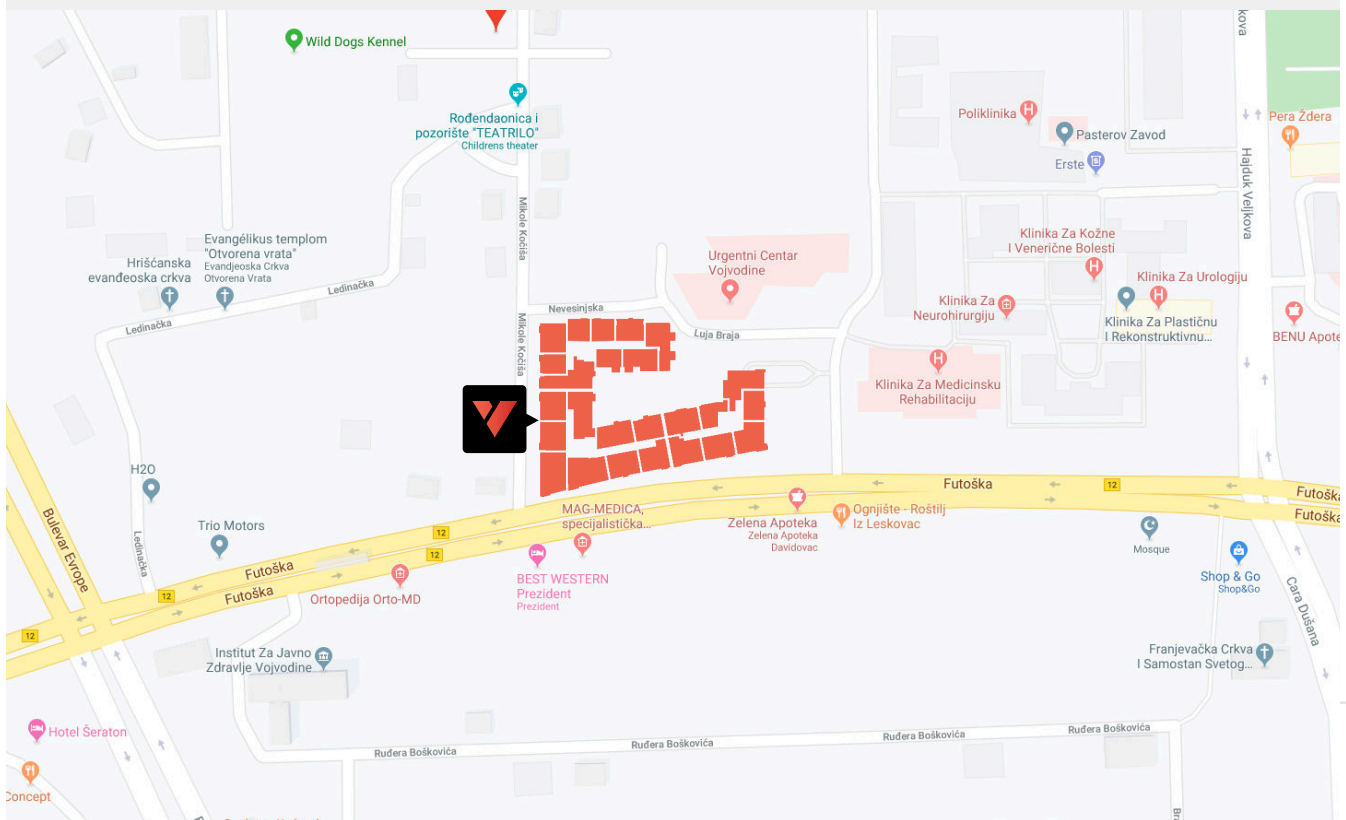 kova
Wild Dogs Kennel
Rođendaonica i
pozorište "TEATRILO"
Childrens theater
Poliklinika
Pasterov Zavod
Erste
Pera Ždera
Hajduk Veljkova
Mikole Kočiša
Evangélikus templom
"Otvorena vrata"
Evandjeoska Crkva
Otvorena Vrata
Hrišćanska
evanđeoska crkva
Ledinačka
Ledinačka
Urgentni Centar
Vojvodine
Klinika Za Kožne
I Venerične Bolesti
Klinika Za Urologiju
Klinika Za
Neurohirurgiju
Klinika Za Plastičnu
I Rekonstruktivnu...
BENU Apote
Nevesinjska
Luja Braja
Mikole Kočiša
Klinika Za Medicinsku
Rehabilitaciju
H2O
Ledinačka
Bulevar Evrope
Trio Motors
MAG-MEDICA,
specijalistička...
Zelena Apoteka
Zelena Apoteka
Davidovac
Ognjište - Roštilj
Iz Leskovac
Futoška
12
Futoška
Futoška
Mosque
Shop & Go
Shop&Go
Cara Dušana
12
12
Futoška
Futoška
12
12
BEST WESTERN
Prezident
Prezident
Ortopedija Orto-MD
Institut Za Javno
Zdravlje Vojvodine
Franjevačka Crkva
I Samostan Svetog...
Hotel Šeraton
Concept
Ruđera Boškovića
Ruđera Boškovića
Ruđera Boškovića
Ruđera Boškovića